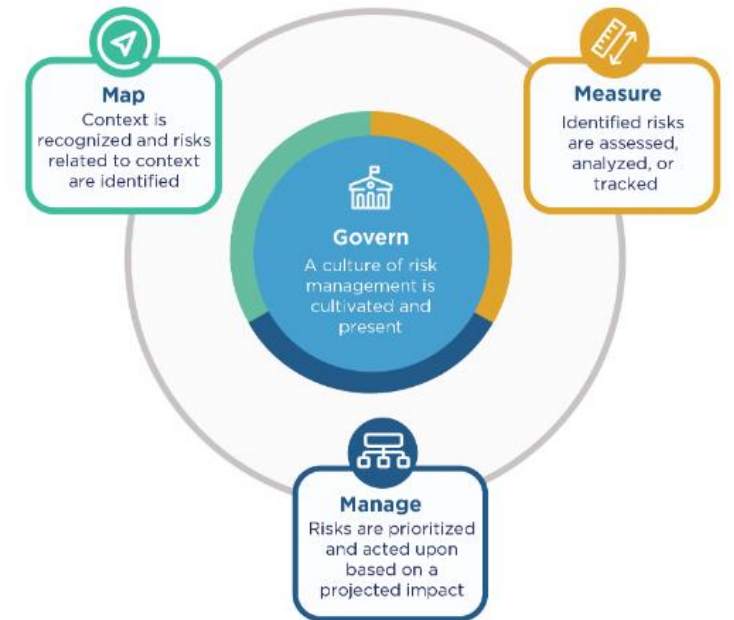 Map
Context is
recognized and risks
related to context
are identified
Measure
Identified risks
are assessed,
analyzed, or
tracked
Govern
A culture of risk
management is
cultivated and
present
Manage
Risks are prioritized
and acted upon
based on a
projected impact